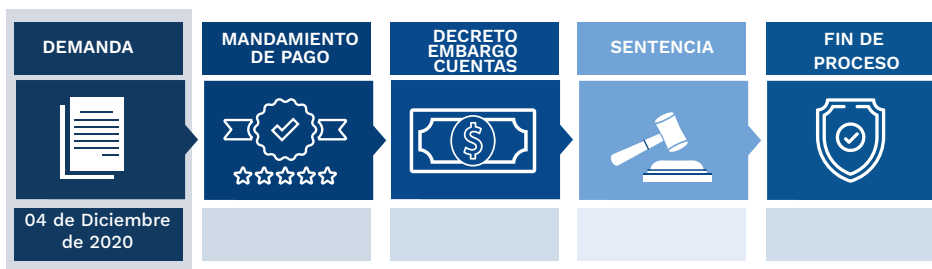 DEMANDA
04 de Diciembre
de 2020
MANDAMIENTO
DE PAGO
DECRETO
EMBARGO
CUENTAS
$
SENTENCIA
FIN DE
PROCESO